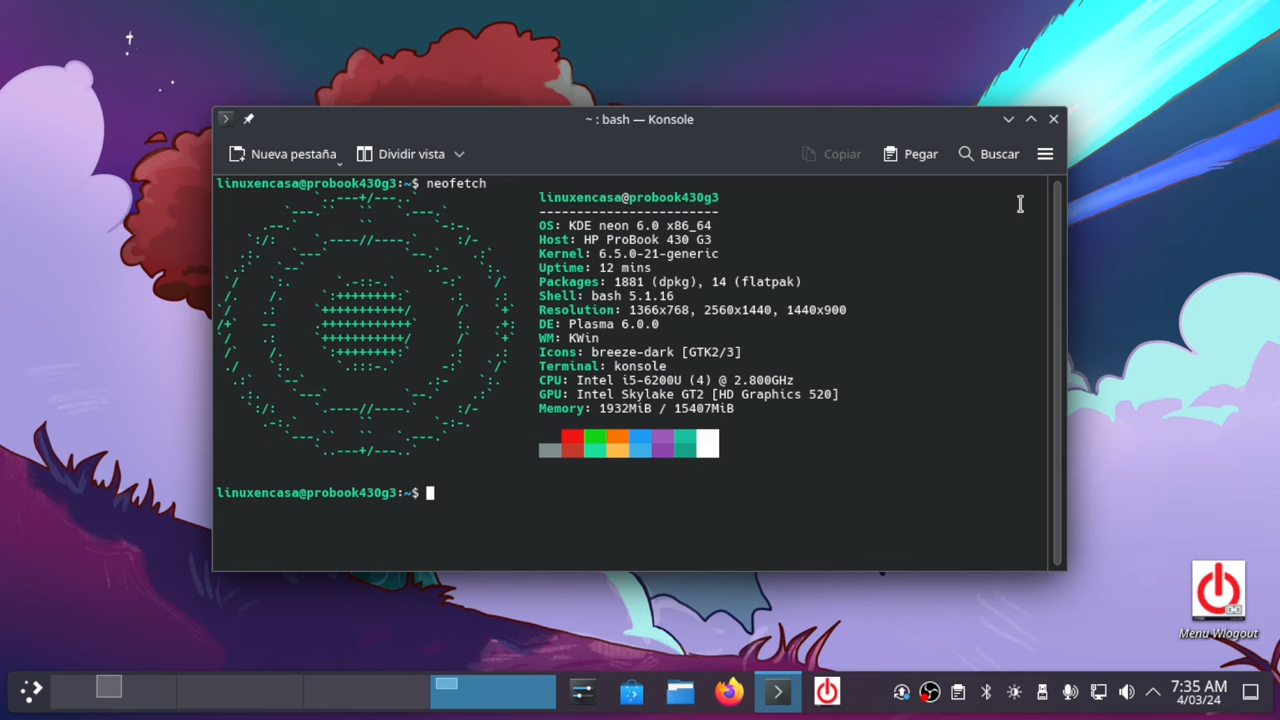 ~ : bash — Konsole
Nueva pestaña
Dividir vista
Copiar
Pegar
Buscar
linuxencasa@probook430g3:~$ neofetch
linuxencasa@probook430g3
------------------------
OS: KDE neon 6.0 x86_64
Host: HP ProBook 430 G3
Kernel: 6.5.0-21-generic
Uptime: 12 mins
Packages: 1881 (dpkg), 14 (flatpak)
Shell: bash 5.1.16
Resolution: 1366x768, 2560x1440, 1440x900
DE: Plasma 6.0.0
WM: KWin
Icons: breeze-dark [GTK2/3]
Terminal: konsole
CPU: Intel i5-6200U (4) @ 2.800GHz
GPU: Intel Skylake GT2 [HD Graphics 520]
Memory: 1932MiB / 15407MiB
linuxencasa@probook430g3:~$
Menu Wlogout
7:35 AM
4/03/24